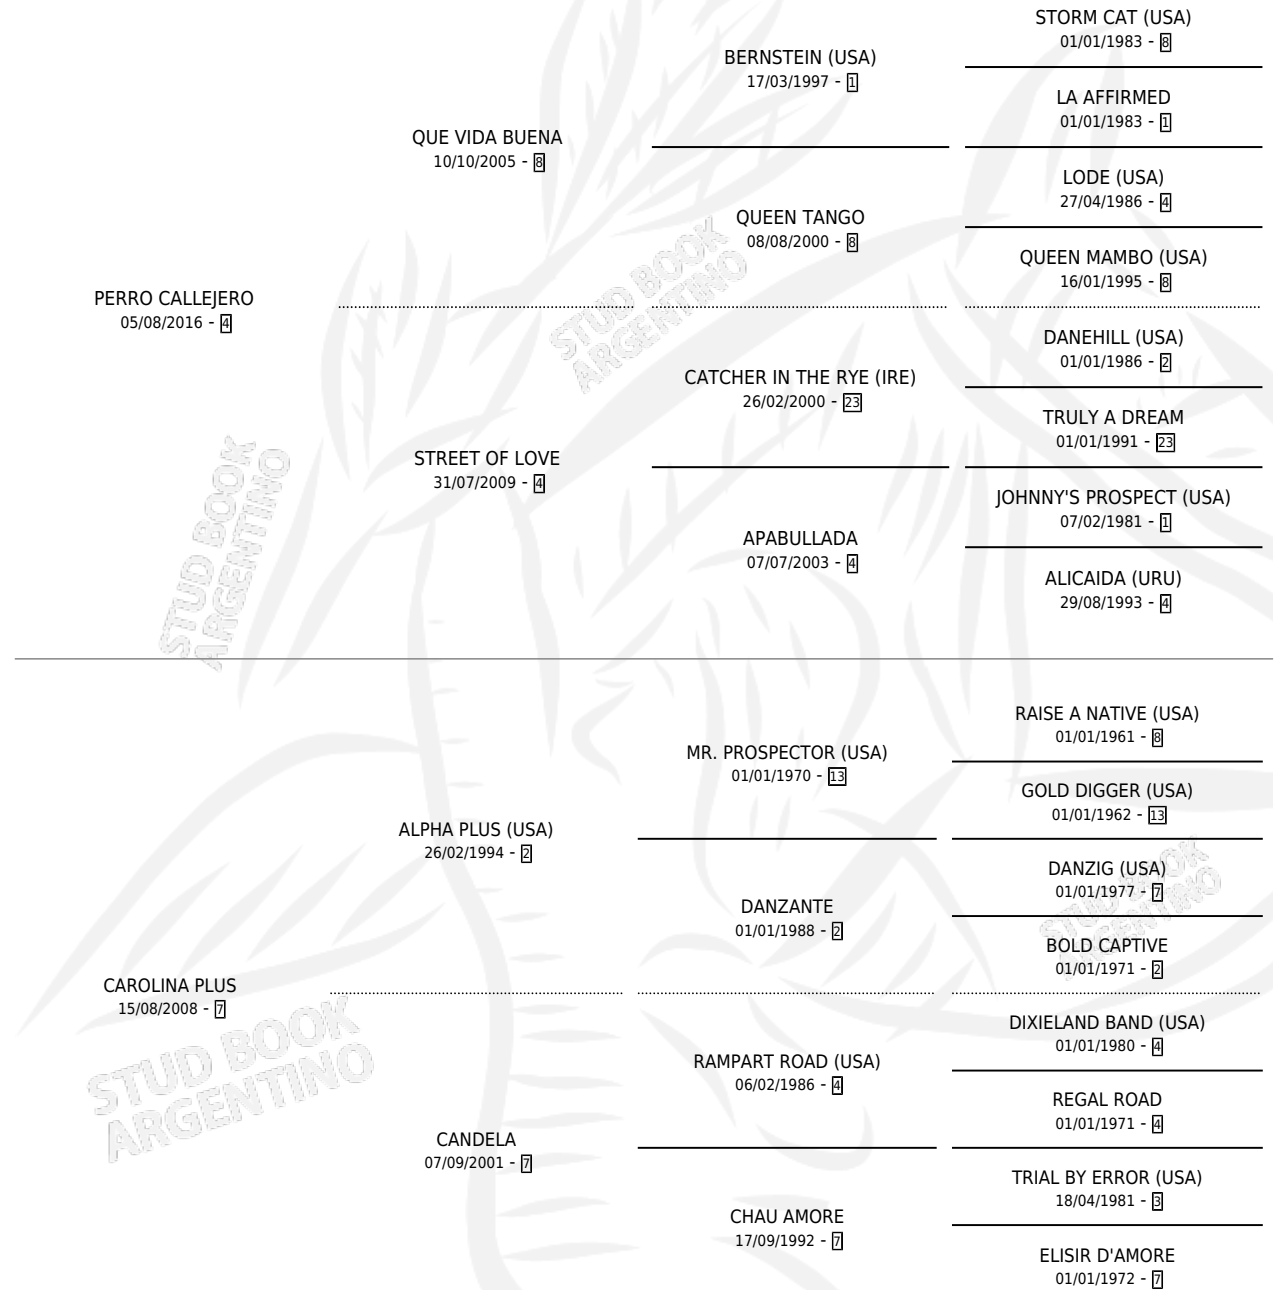 STORM CAT (USA)
01/01/1983 - 8
BERNSTEIN (USA)
17/03/1997 - 1
LA AFFIRMED
01/01/1983 - 1
QUE VIDA BUENA
10/10/2005 - 8
LODE (USA)
27/04/1986 - 4
QUEEN TANGO
08/08/2000 - 8
QUEEN MAMBO (USA)
16/01/1995 - 8
PERRO CALLEJERO
05/08/2016 - 4
DANEHILL (USA)
01/01/1986 - 2
CATCHER IN THE RYE (IRE)
26/02/2000 - 23
TRULY A DREAM
01/01/1991 - 23
STREET OF LOVE
31/07/2009 - 4
JOHNNY'S PROSPECT (USA)
07/02/1981 - 1
APABULLADA
07/07/2003 - 4
ALICAIDA (URU)
29/08/1993 - 4
RAISE A NATIVE (USA)
01/01/1961 - 8
MR. PROSPECTOR (USA)
01/01/1970 - 13
GOLD DIGGER (USA)
01/01/1962 - 13
ALPHA PLUS (USA)
26/02/1994 - 2
DANZIG (USA)
01/01/1977 - 7
DANZANTE
01/01/1988 - 2
BOLD CAPTIVE
01/01/1971 - 2
CAROLINA PLUS
15/08/2008 - 7
DIXIELAND BAND (USA)
01/01/1980 - 4
RAMPART ROAD (USA)
06/02/1986 - 4
REGAL ROAD
01/01/1971 - 4
CANDELA
07/09/2001 - 7
TRIAL BY ERROR (USA)
18/04/1981 - 3
CHAU AMORE
17/09/1992 - 7
ELISIR D'AMORE
01/01/1972 - 7
STUD BOOK
ARGENTINO
STUD BOOK
ARGENTINO
STUD BOOK
ARGENTINO
STUD BOOK
ARGENTINO